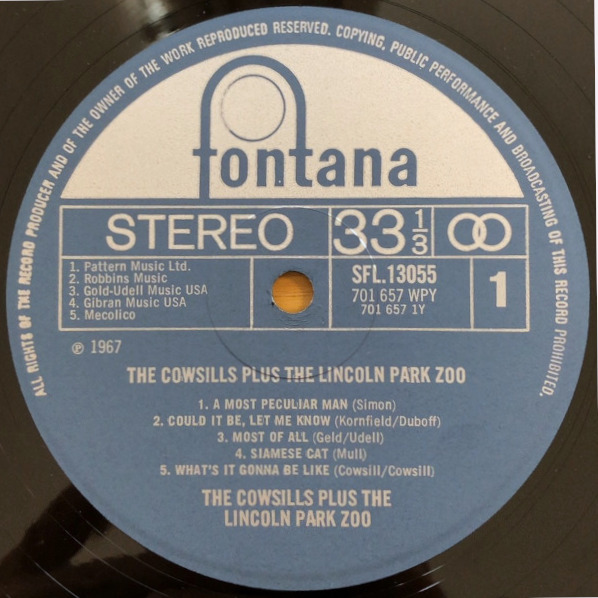 ALL RIGHTS OF THE RECORD PRODUCER AND OF THE OWNER OF THE WORK REPRODUCED RESERVED. COPYING, PUBLIC PERFORMANCE AND BROADCASTING OF THIS RECORD PROHIBITED.
fontana
STEREO 33 1/3
1. Pattern Music Ltd.
2. Robbins Music
3. Gold-Udell Music USA
4. Gibran Music USA
5. Mecolico
SFL.13055
701 657 WPY
701 657 1Y
1
℗ 1967
THE COWSILLS PLUS THE LINCOLN PARK ZOO
1. A MOST PECULIAR MAN (Simon)
2. COULD IT BE, LET ME KNOW (Kornfield/Duboff)
3. MOST OF ALL (Geld/Udell)
4. SIAMESE CAT (Mull)
5. WHAT'S IT GONNA BE LIKE (Cowsill/Cowsill)
THE COWSILLS PLUS THE
LINCOLN PARK ZOO